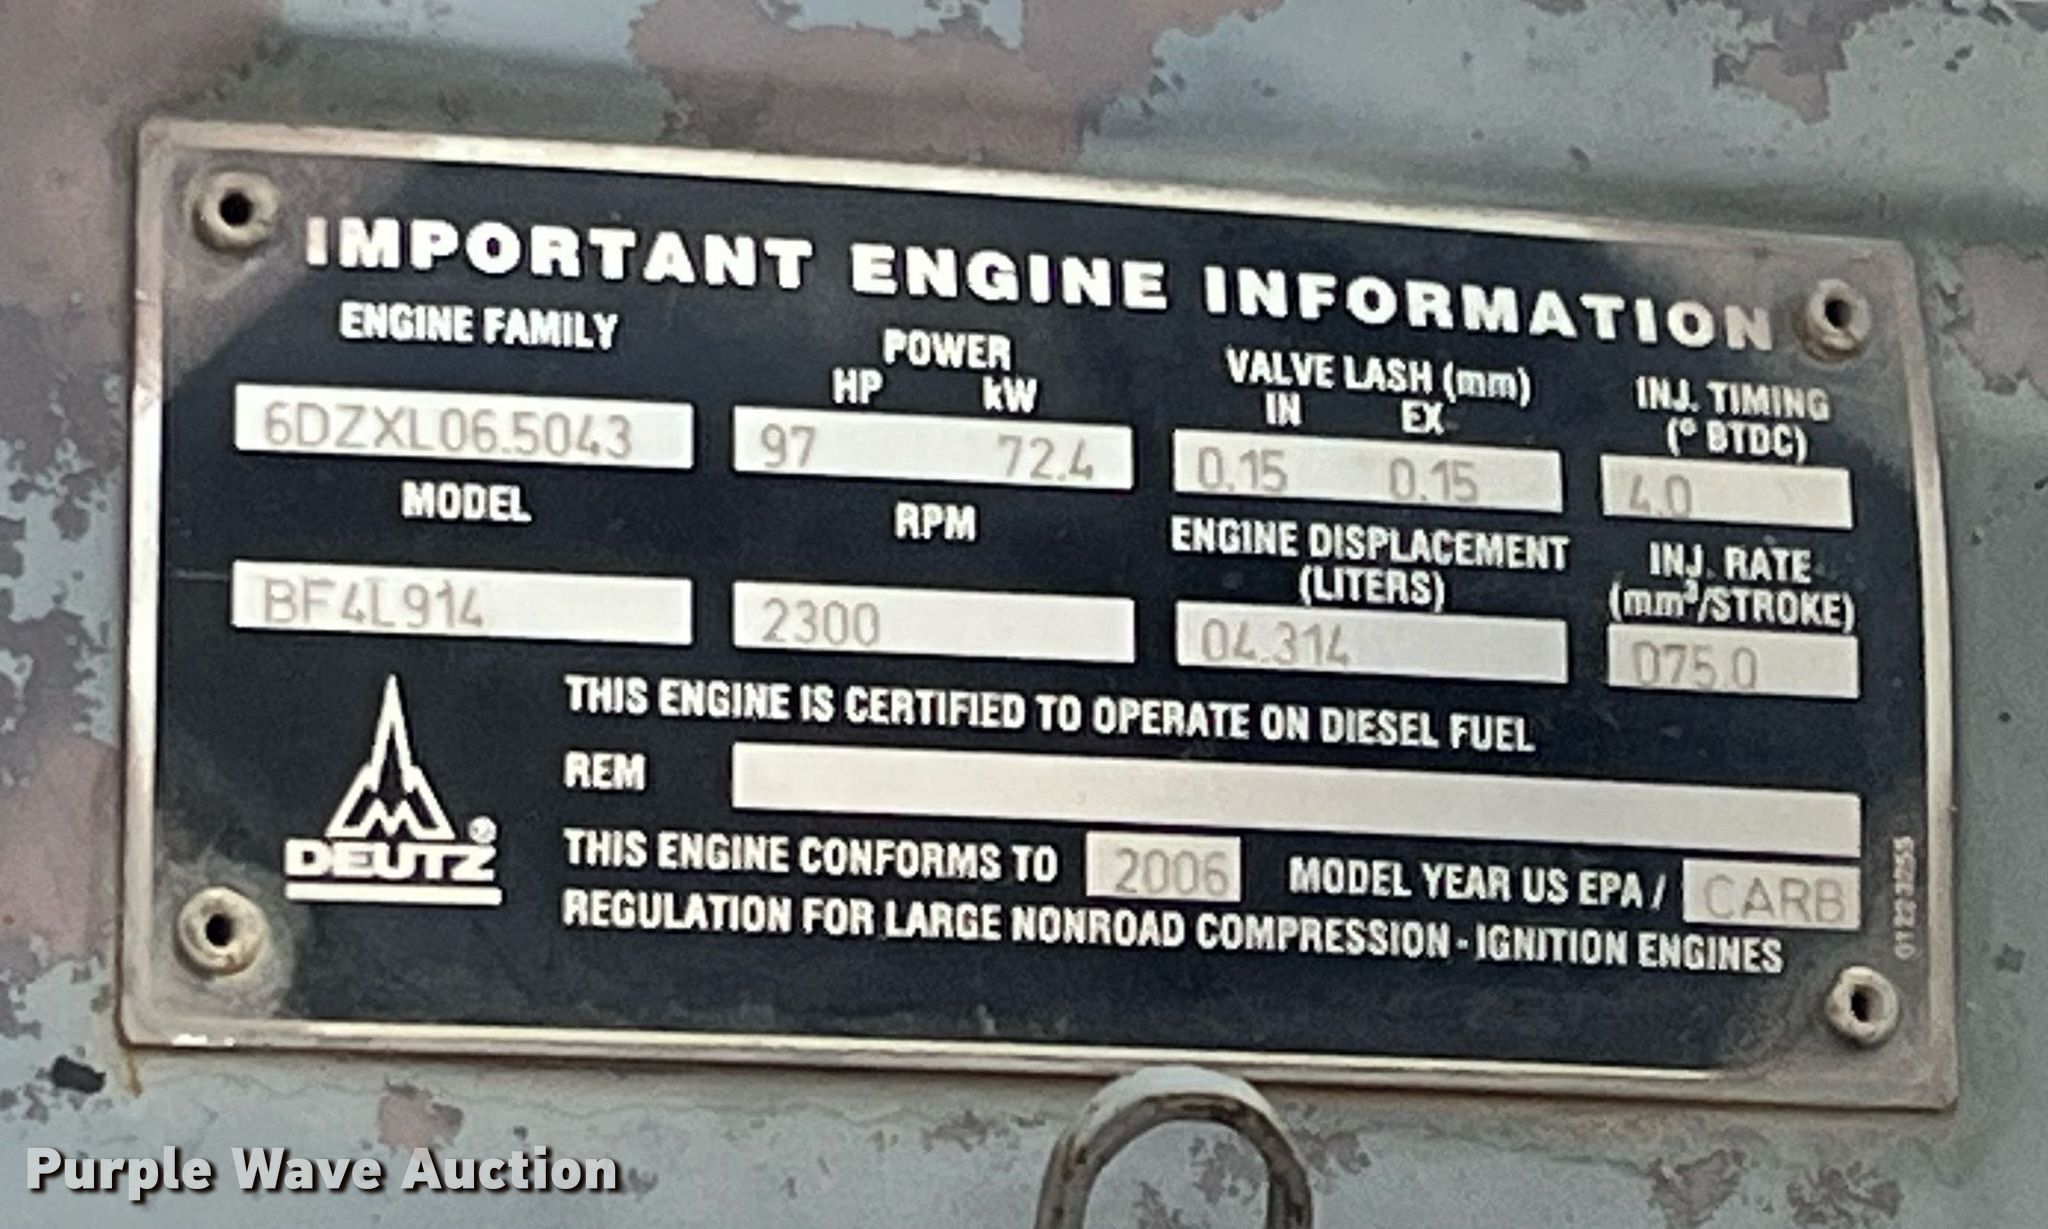 IMPORTANT ENGINE INFORMATION
ENGINE FAMILY
POWER
HP kW
VALVE LASH (mm)
IN EX
INJ. TIMING
(° BTDC)
6DZXL06.5043
97 72.4
0.15 0.15
4.0
MODEL
RPM
ENGINE DISPLACEMENT
(LITERS)
INJ. RATE
(mm³/STROKE)
BF4L914
2300
04.314
075.0
THIS ENGINE IS CERTIFIED TO OPERATE ON DIESEL FUEL
REM
DEUTZ ®
THIS ENGINE CONFORMS TO 2006 MODEL YEAR US EPA / CARB
REGULATION FOR LARGE NONROAD COMPRESSION - IGNITION ENGINES
Purple Wave Auction